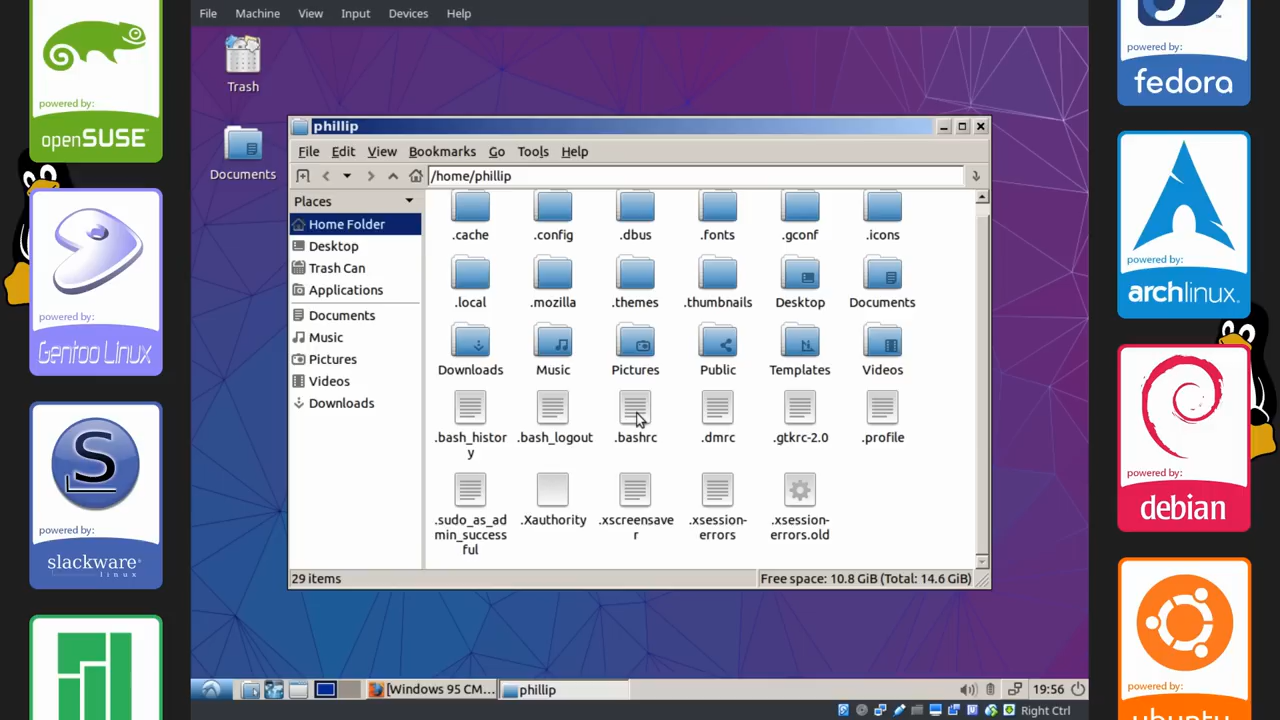 File Machine View Input Devices Help
Trash
Documents
phillip
File Edit View Bookmarks Go Tools Help
/home/phillip
Places
Home Folder
Desktop
Trash Can
Applications
Documents
Music
Pictures
Videos
Downloads
.cache .config .dbus .fonts .gconf .icons
.local .mozilla .themes .thumbnails Desktop Documents
Downloads Music Pictures Public Templates Videos
.bash_histor
y
.bash_logout .bashrc .dmrc .gtkrc-2.0 .profile
.sudo_as_ad
min_successful
ful
.Xauthority
.xscreensave
r
.xsession-
errors
.xsession-
errors.old
29 items
Free space: 10.8 GiB (Total: 14.6 GiB)
[Windows 95 CM...
phillip
19:56
Right Ctrl
powered by:
openSUSE
powered by:
Gentoo Linux
powered by:
slackware
linux
powered by:
fedora
powered by:
archlinux
powered by:
debian
powered by: